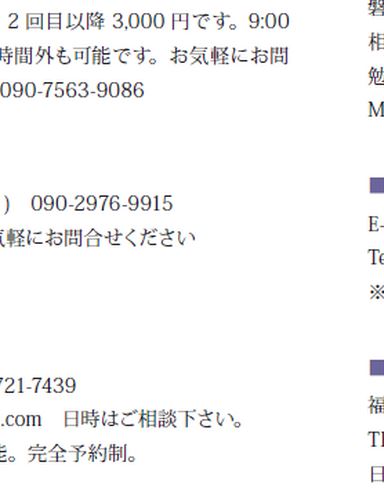 2 回目以降 3,000 円です。9:00
時間外も可能です。お気軽にお問
090-7563-9086
) 090-2976-9915
気軽にお問合せください
721-7439
.com 日時はご相談下さい。
能。完全予約制。
相
勉
M
■
E-
Te
※
■
福
日